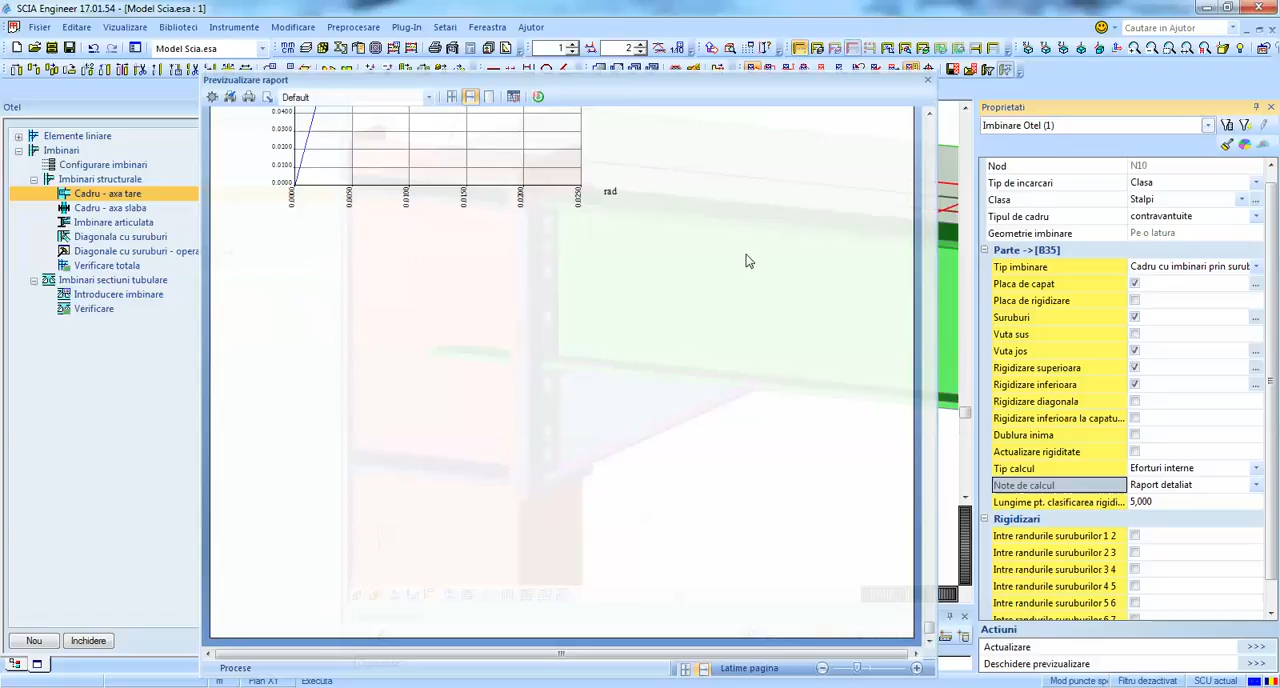 SCIA Engineer 17.01.54 - [Model Scia.esa : 1]
Fisier Editare Vizualizare Biblioteci Instrumente Modificare Preprocesare Plug-In Setari Fereastra Ajutor
Cautare in Ajutor
Model Scia.esa 1 2
Previzualizare raport
Default
Otel
Elemente liniare
Imbinari
Configurare imbinari
Imbinari structurale
Cadru - axa tare
Cadru - axa slaba
Imbinare articulata
Diagonala cu suruburi
Diagonale cu suruburi - opera
Verificare totala
Imbinari sectiuni tubulare
Introducere imbinare
Verificare
Nou Inchidere
0.0400
0.0300
0.0200
0.0100
0.0000
0.0000 0.0050 0.0100 0.0150 0.0200 0.0250
rad
Procese Latime pagina
Proprietati
Imbinare Otel (1)
Nod N10
Tip de incarcari Clasa
Clasa Stalpi
Tipul de cadru contravantuite
Geometrie imbinare Pe o latura
Parte ->[B35]
Tip imbinare Cadru cu imbinari prin surub
Placa de capat
Placa de rigidizare
Suruburi
Vuta sus
Vuta jos
Rigidizare superioara
Rigidizare inferioara
Rigidizare diagonala
Rigidizare inferioara la capatu...
Dublura inima
Actualizare rigiditate
Tip calcul Eforturi interne
Note de calcul Raport detaliat
Lungime pt. clasificarea rigidi... 5,000
Rigidizari
Intre randurile suruburilor 1 2
Intre randurile suruburilor 2 3
Intre randurile suruburilor 3 4
Intre randurile suruburilor 4 5
Intre randurile suruburilor 5 6
Actiuni
Actualizare >>>
Deschidere previzualizare >>>
m Plan XY Executa Mod puncte sp Filtru dezactivat SCU actual